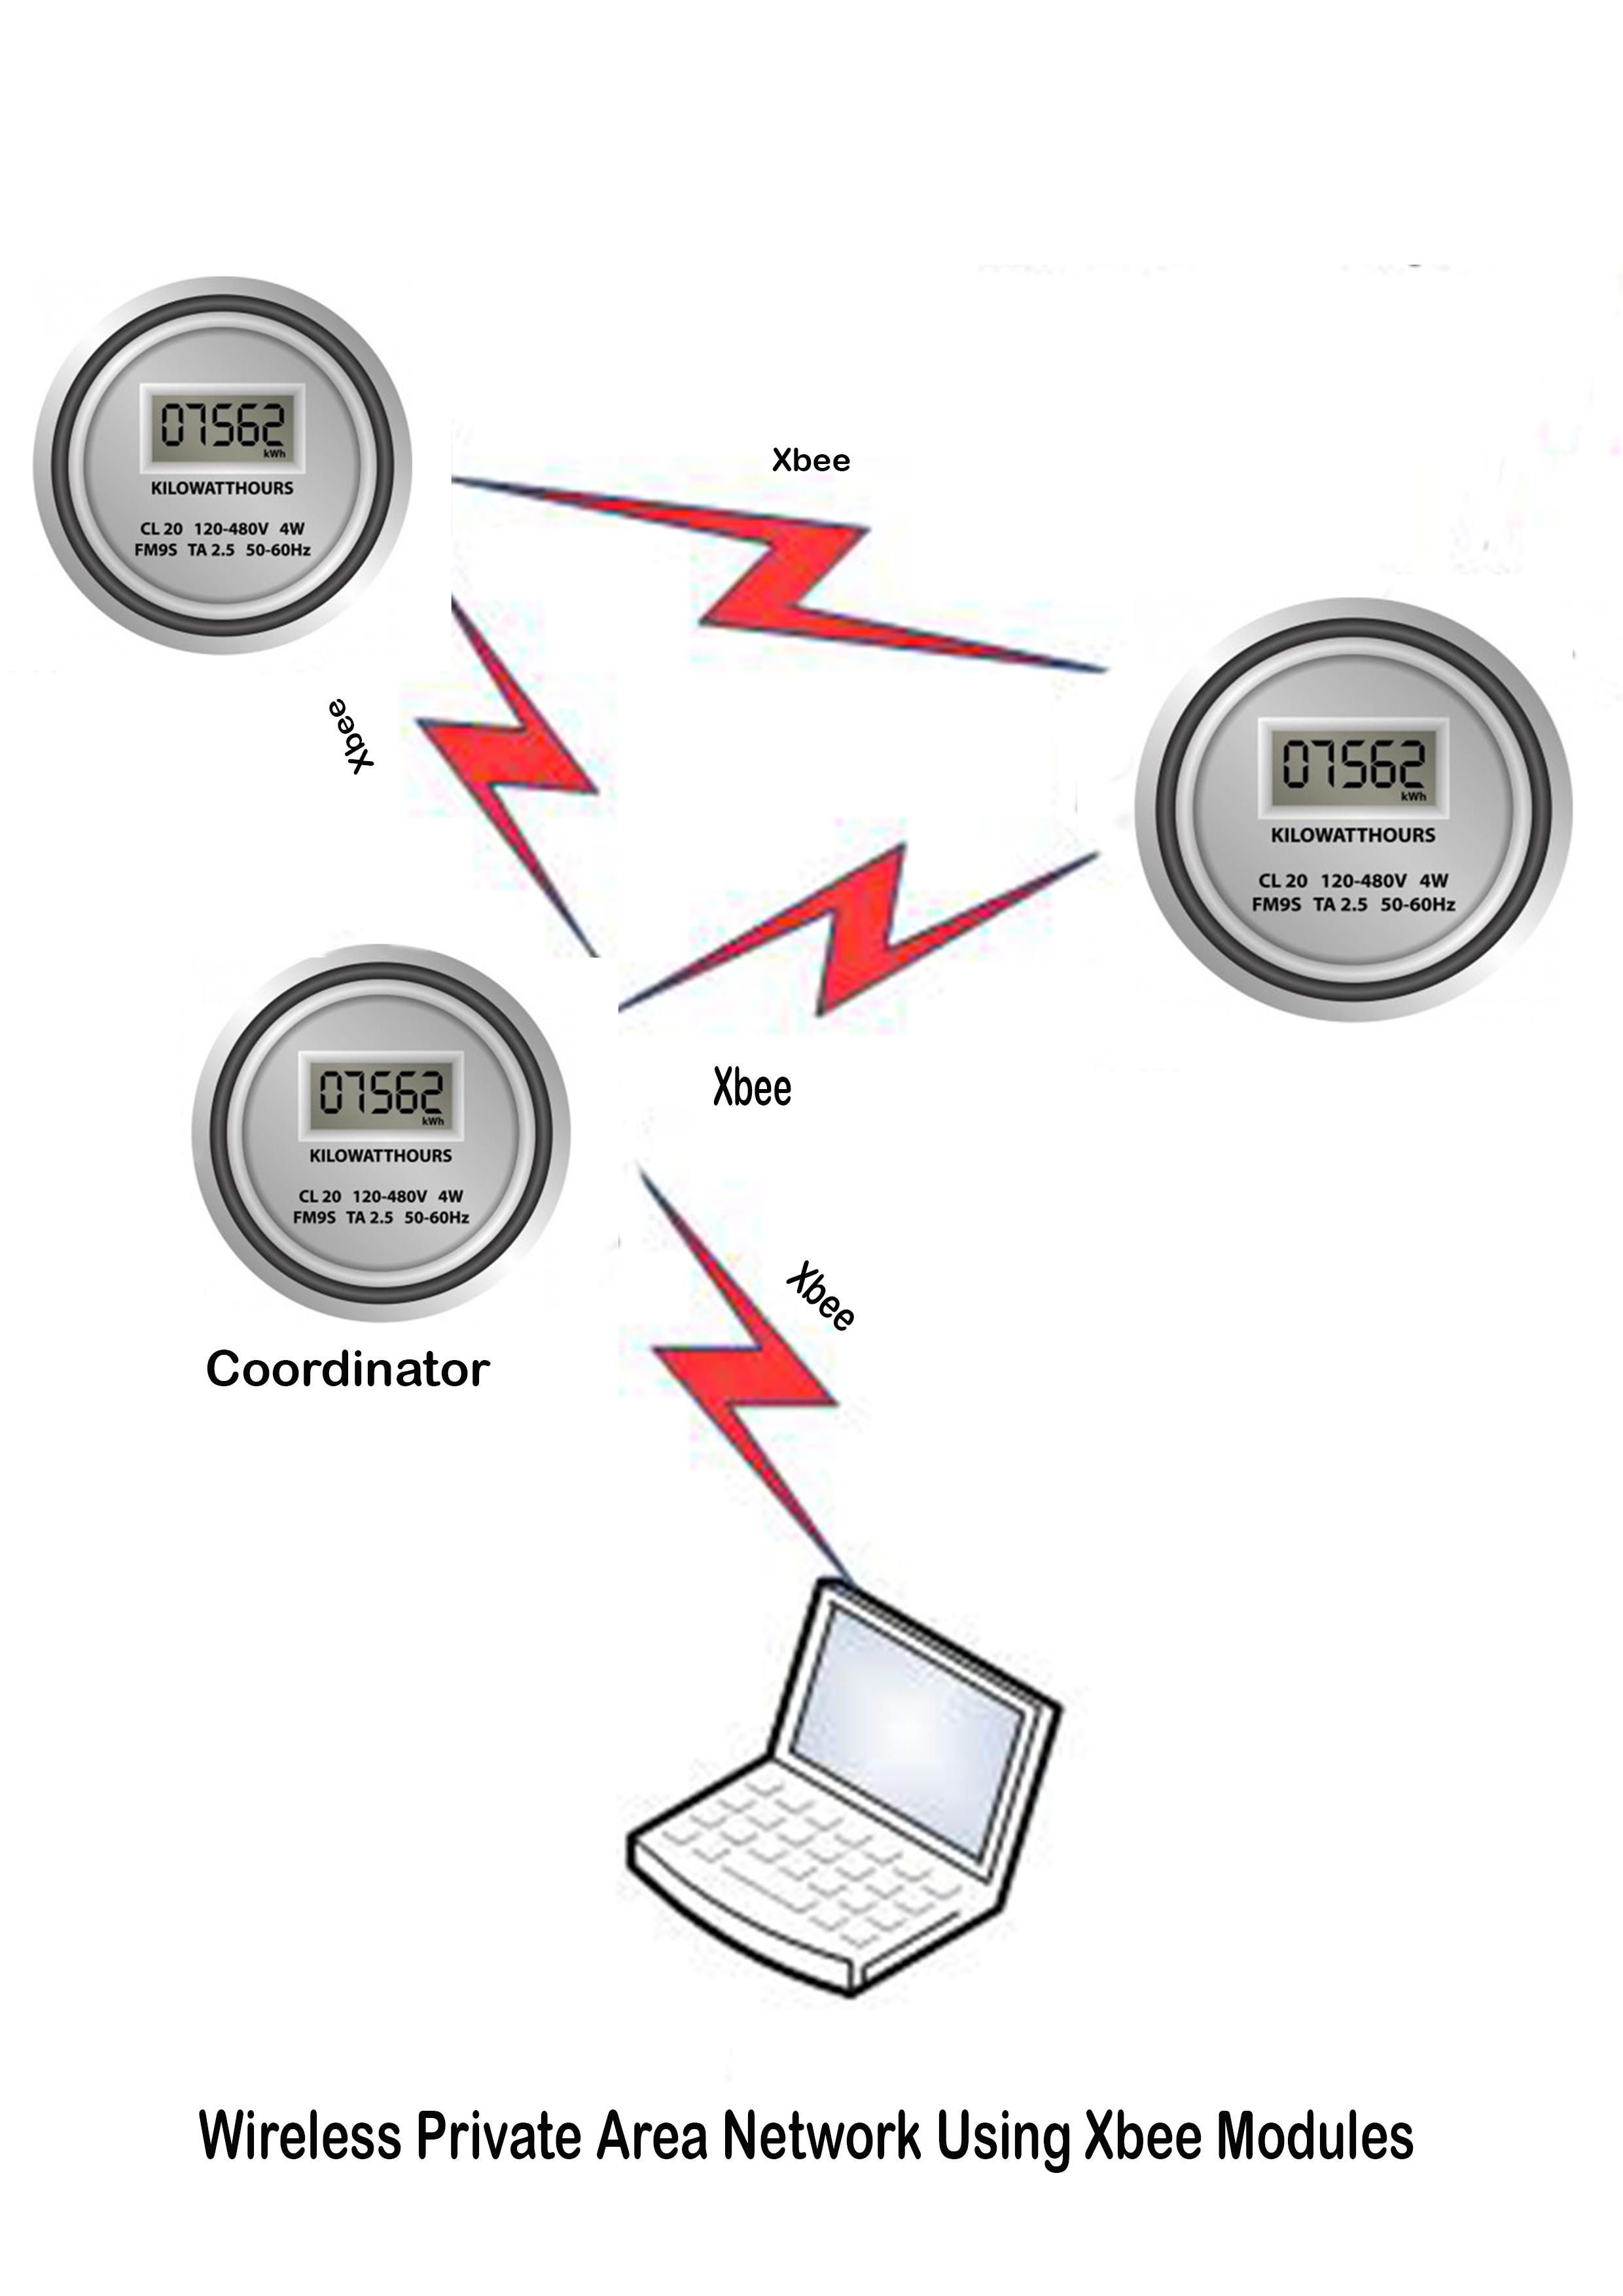 07562
kWh
KILOWATTHOURS
CL 20 120-480V 4W
FM9S TA 2.5 50-60Hz
Xbee
Xbee
07562
kWh
KILOWATTHOURS
CL 20 120-480V 4W
FM9S TA 2.5 50-60Hz
07562
kWh
KILOWATTHOURS
CL 20 120-480V 4W
FM9S TA 2.5 50-60Hz
Xbee
Xbee
Coordinator
Wireless Private Area Network Using Xbee Modules